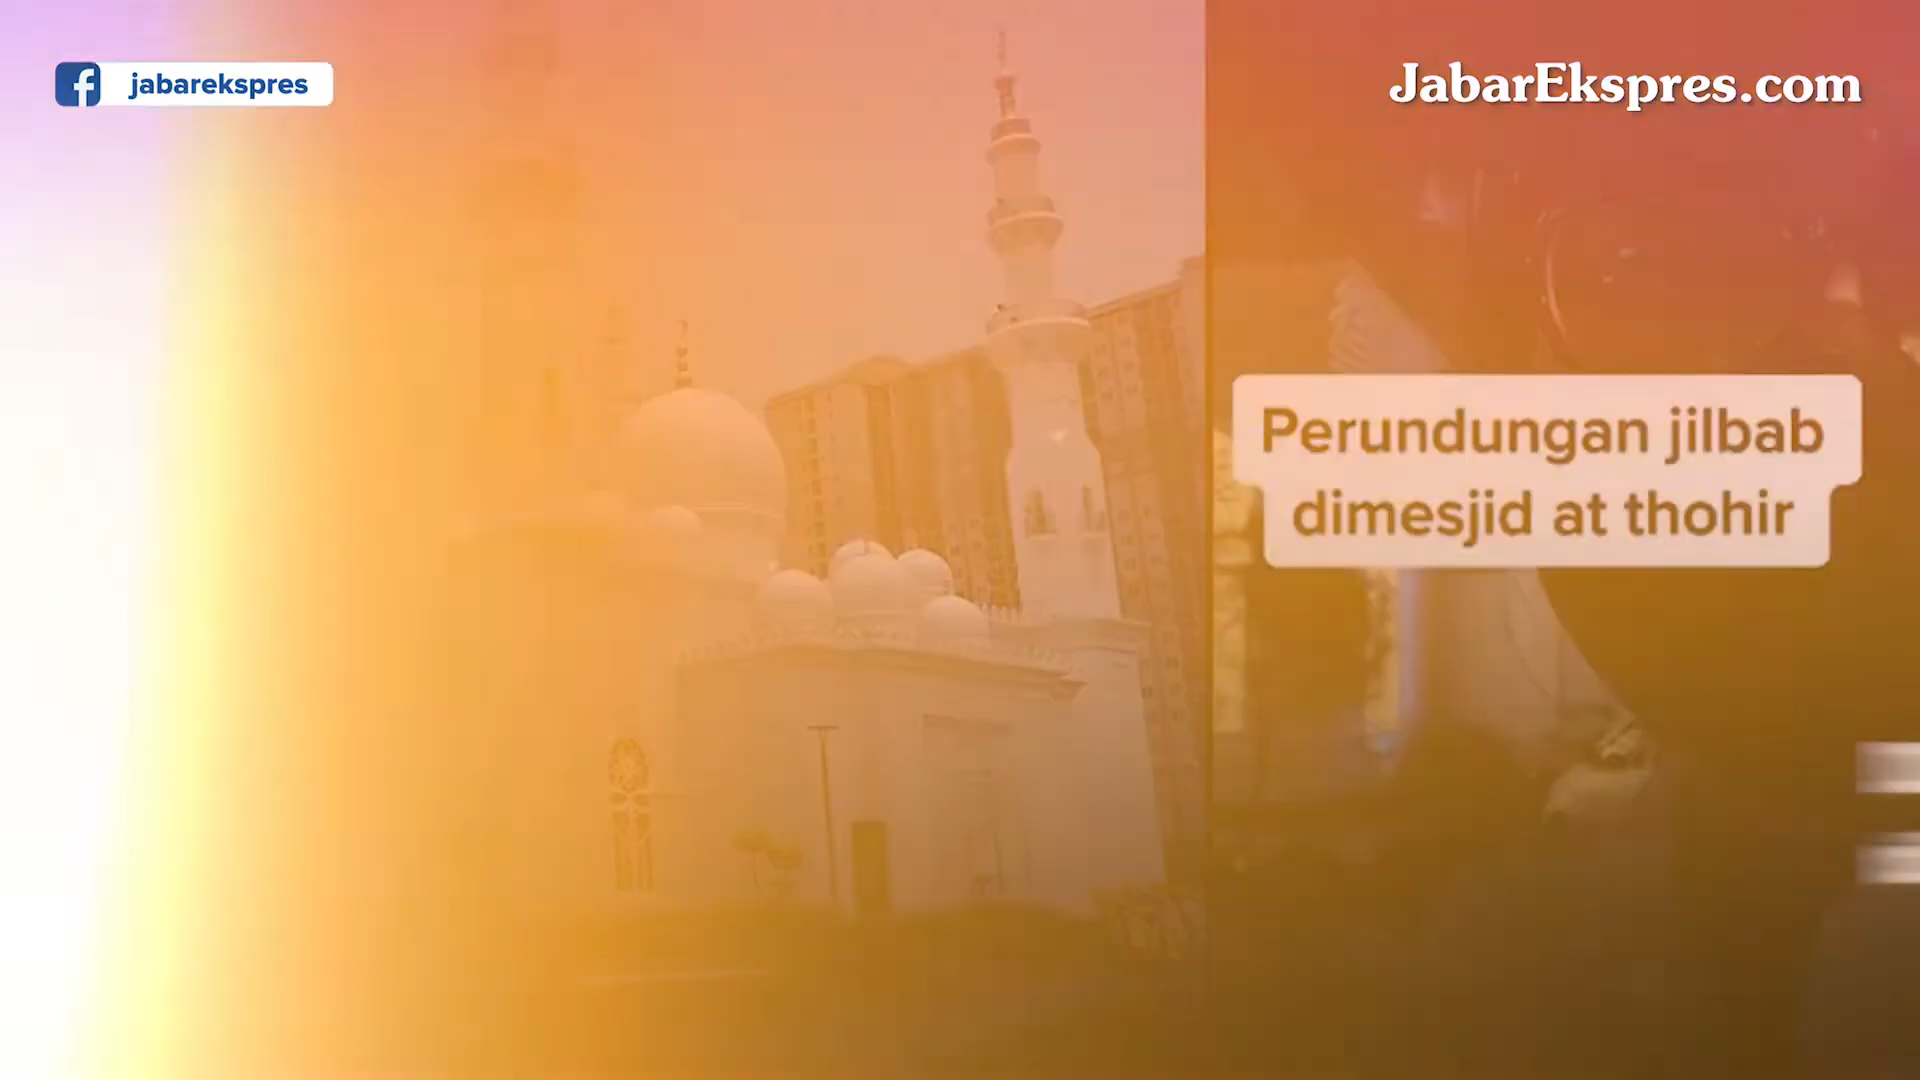 jabarekspres
JabarEkspres.com
Perundungan jilbab
dimesjid at thohir